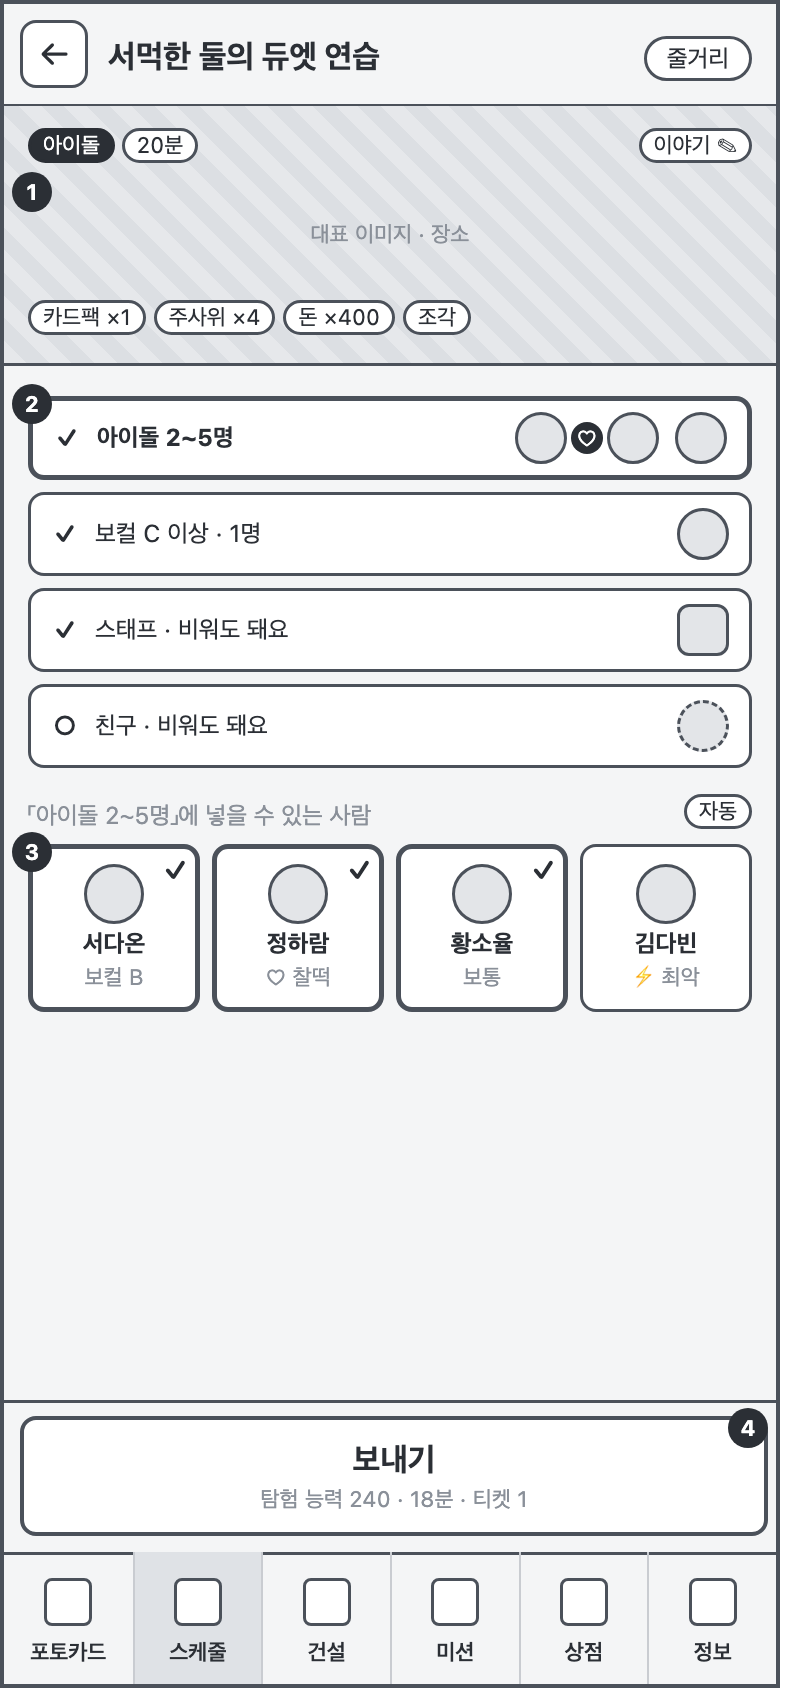 서먹한 둘의 듀엣 연습
줄거리
아이돌 20분
이야기 ✎
1
대표 이미지 · 장소
카드팩 ×1 주사위 ×4 돈 ×400 조각
2
아이돌 2~5명
보컬 C 이상 · 1명
스태프 · 비워도 돼요
친구 · 비워도 돼요
「아이돌 2~5명」에 넣을 수 있는 사람
자동
3
서다온 정하람 황소율 김다빈
보컬 B ♡ 찰떡 보통 ⚡ 최악
4
보내기
탐험 능력 240 · 18분 · 티켓 1
포토카드 스케줄 건설 미션 상점 정보